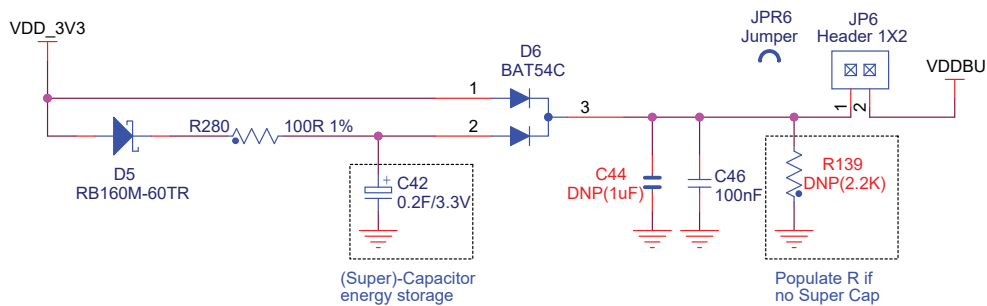 VDD_3V3
JPR6
Jumper
JP6
Header 1X2
VDDBU
D6
BAT54C
1
2
3
1
2
R280
100R 1%
D5
RB160M-60TR
+
C42
0.2F/3.3V
C44
DNP(1uF)
C46
100nF
R139
DNP(2.2K)
(Super)-Capacitor
energy storage
Populate R if
no Super Cap